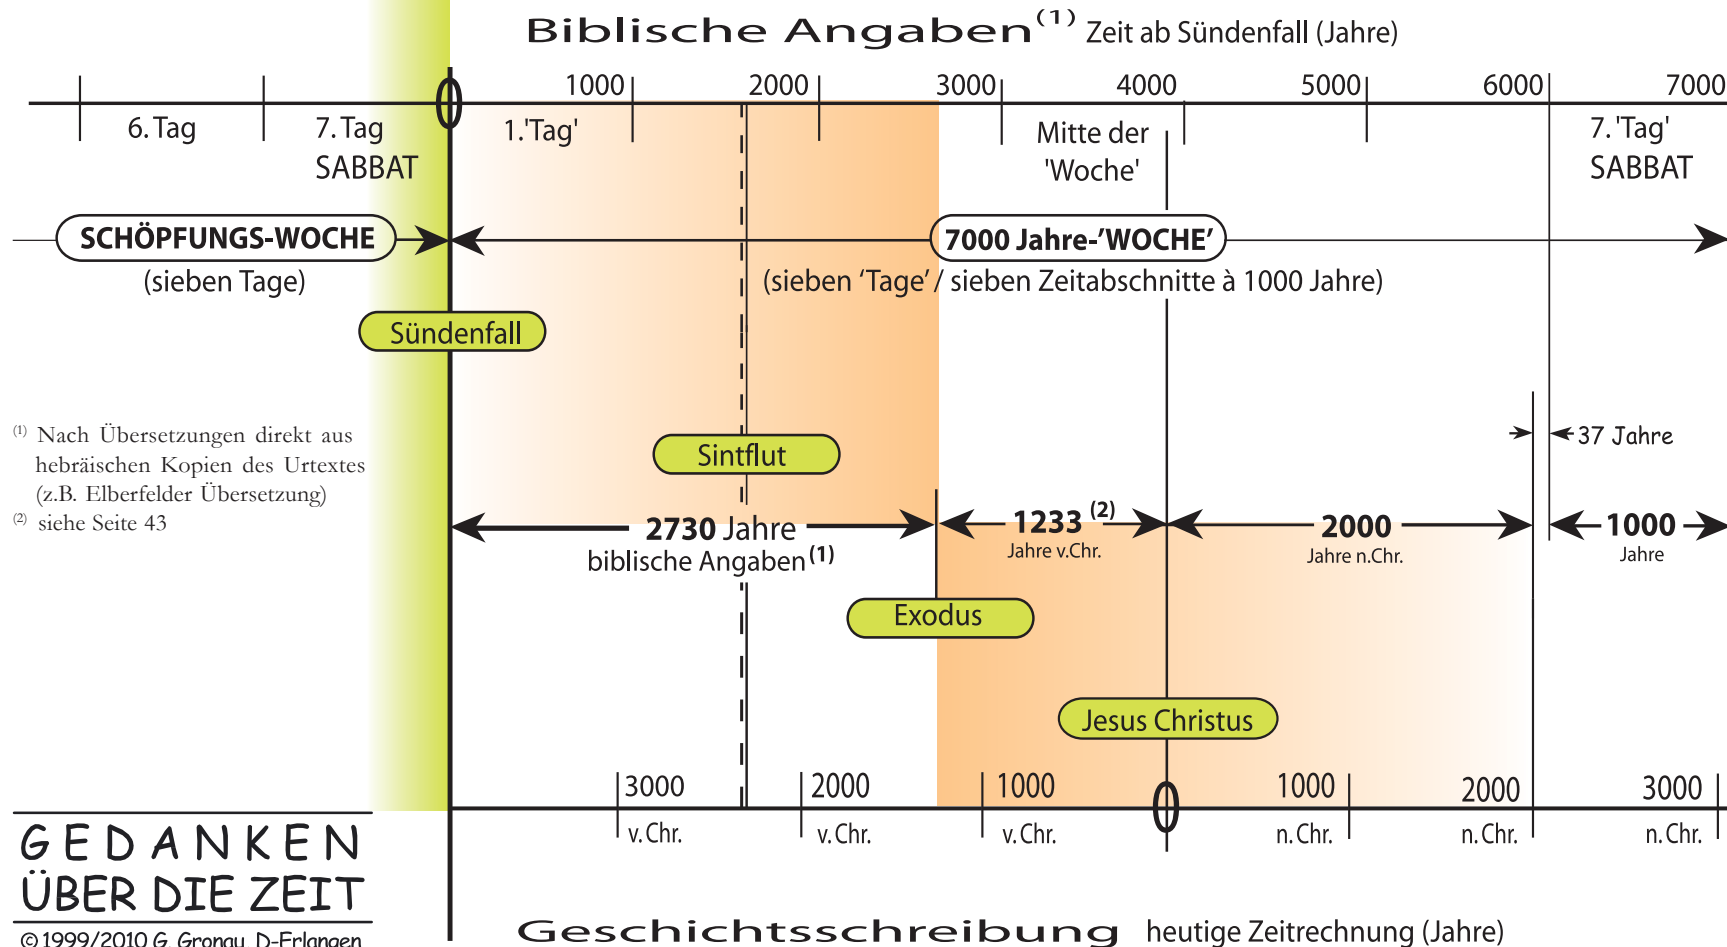 Biblische Angaben(1) Zeit ab Sündenfall (Jahre)
0 1000 2000 3000 4000 5000 6000 7000
6. Tag 7. Tag 1.'Tag' Mitte der 7. 'Tag'
SABBAT 'Woche' SABBAT
SCHÖPFUNGS-WOCHE 7000 Jahre-'WOCHE'
(sieben Tage) (sieben 'Tage' / sieben Zeitabschnitte à 1000 Jahre)
Sündenfall
(1) Nach Übersetzungen direkt aus
hebräischen Kopien des Urtextes
(z.B. Elberfelder Übersetzung)
(2) siehe Seite 43
37 Jahre
Sintflut
2730 Jahre 1233 (2) 2000 1000
biblische Angaben(1) Jahre v.Chr. Jahre n.Chr. Jahre
Exodus
Jesus Christus
3000 2000 1000 0 1000 2000 3000
v. Chr. v. Chr. v. Chr. n. Chr. n. Chr. n. Chr.
GEDANKEN
ÜBER DIE ZEIT
© 1999/2010 G. Gronau, D-Erlangen
Geschichtsschreibung heutige Zeitrechnung (Jahre)